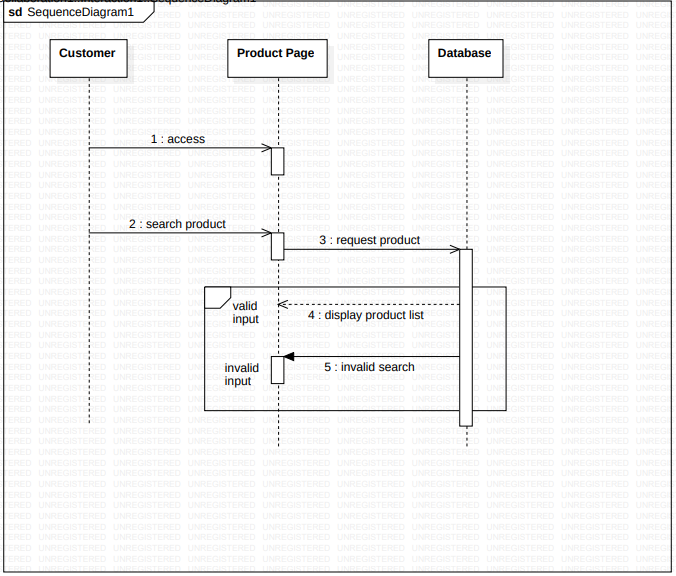 sd SequenceDiagram1
Customer
Product Page
Database
1 : access
2 : search product
3 : request product
valid
input
4 : display product list
invalid
input
5 : invalid search
UNREGISTERED